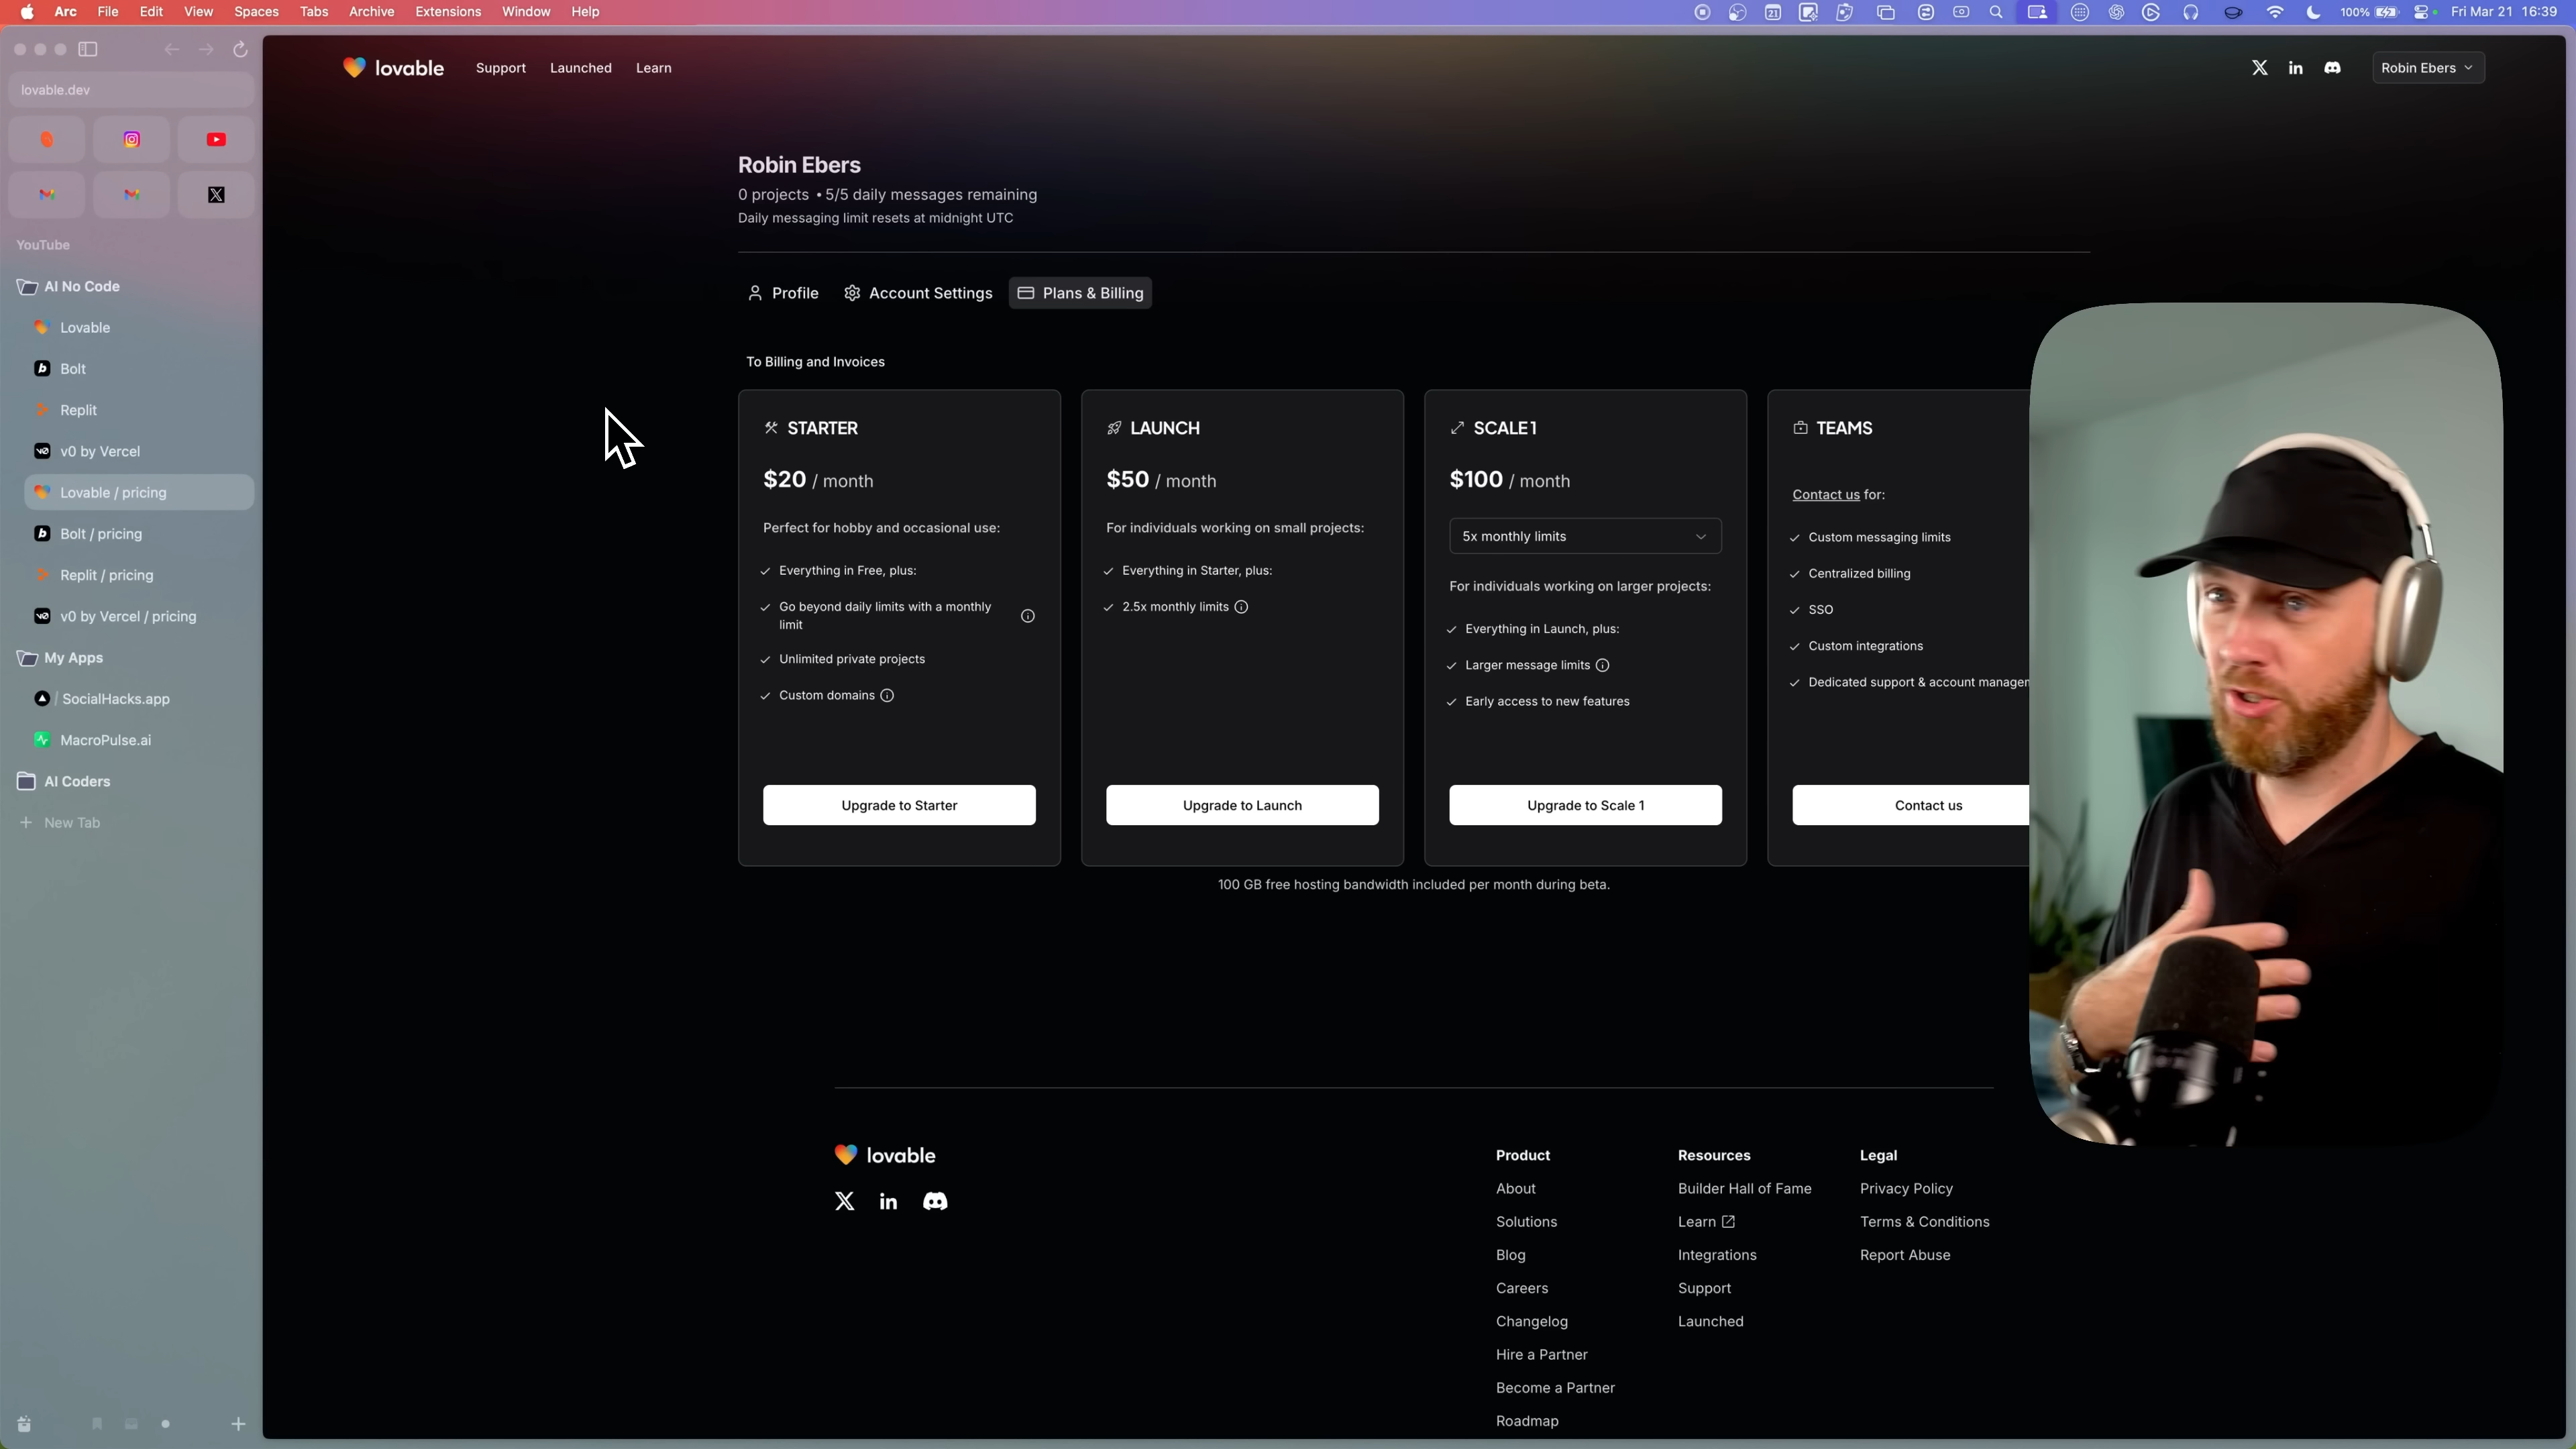 Arc File Edit View Spaces Tabs Archive Extensions Window Help
21
100% Fri Mar 21 16:39
lovable.dev
YouTube
AI No Code
Lovable
Bolt
Replit
v0 by Vercel
Lovable / pricing
Bolt / pricing
Replit / pricing
v0 by Vercel / pricing
My Apps
/ SocialHacks.app
MacroPulse.ai
AI Coders
+ New Tab
lovable Support Launched Learn
Robin Ebers
Robin Ebers
0 projects • 5/5 daily messages remaining
Daily messaging limit resets at midnight UTC
Profile Account Settings Plans & Billing
To Billing and Invoices
STARTER
$20 / month
Perfect for hobby and occasional use:
Everything in Free, plus:
Go beyond daily limits with a monthly
limit
Unlimited private projects
Custom domains
Upgrade to Starter
LAUNCH
$50 / month
For individuals working on small projects:
Everything in Starter, plus:
2.5x monthly limits
Upgrade to Launch
SCALE 1
$100 / month
5x monthly limits
For individuals working on larger projects:
Everything in Launch, plus:
Larger message limits
Early access to new features
Upgrade to Scale 1
TEAMS
Contact us for:
Custom messaging limits
Centralized billing
SSO
Custom integrations
Dedicated support & account managem
Contact us
100 GB free hosting bandwidth included per month during beta.
lovable
Product
About
Solutions
Blog
Careers
Changelog
Hire a Partner
Become a Partner
Roadmap
Resources
Builder Hall of Fame
Learn
Integrations
Support
Launched
Legal
Privacy Policy
Terms & Conditions
Report Abuse